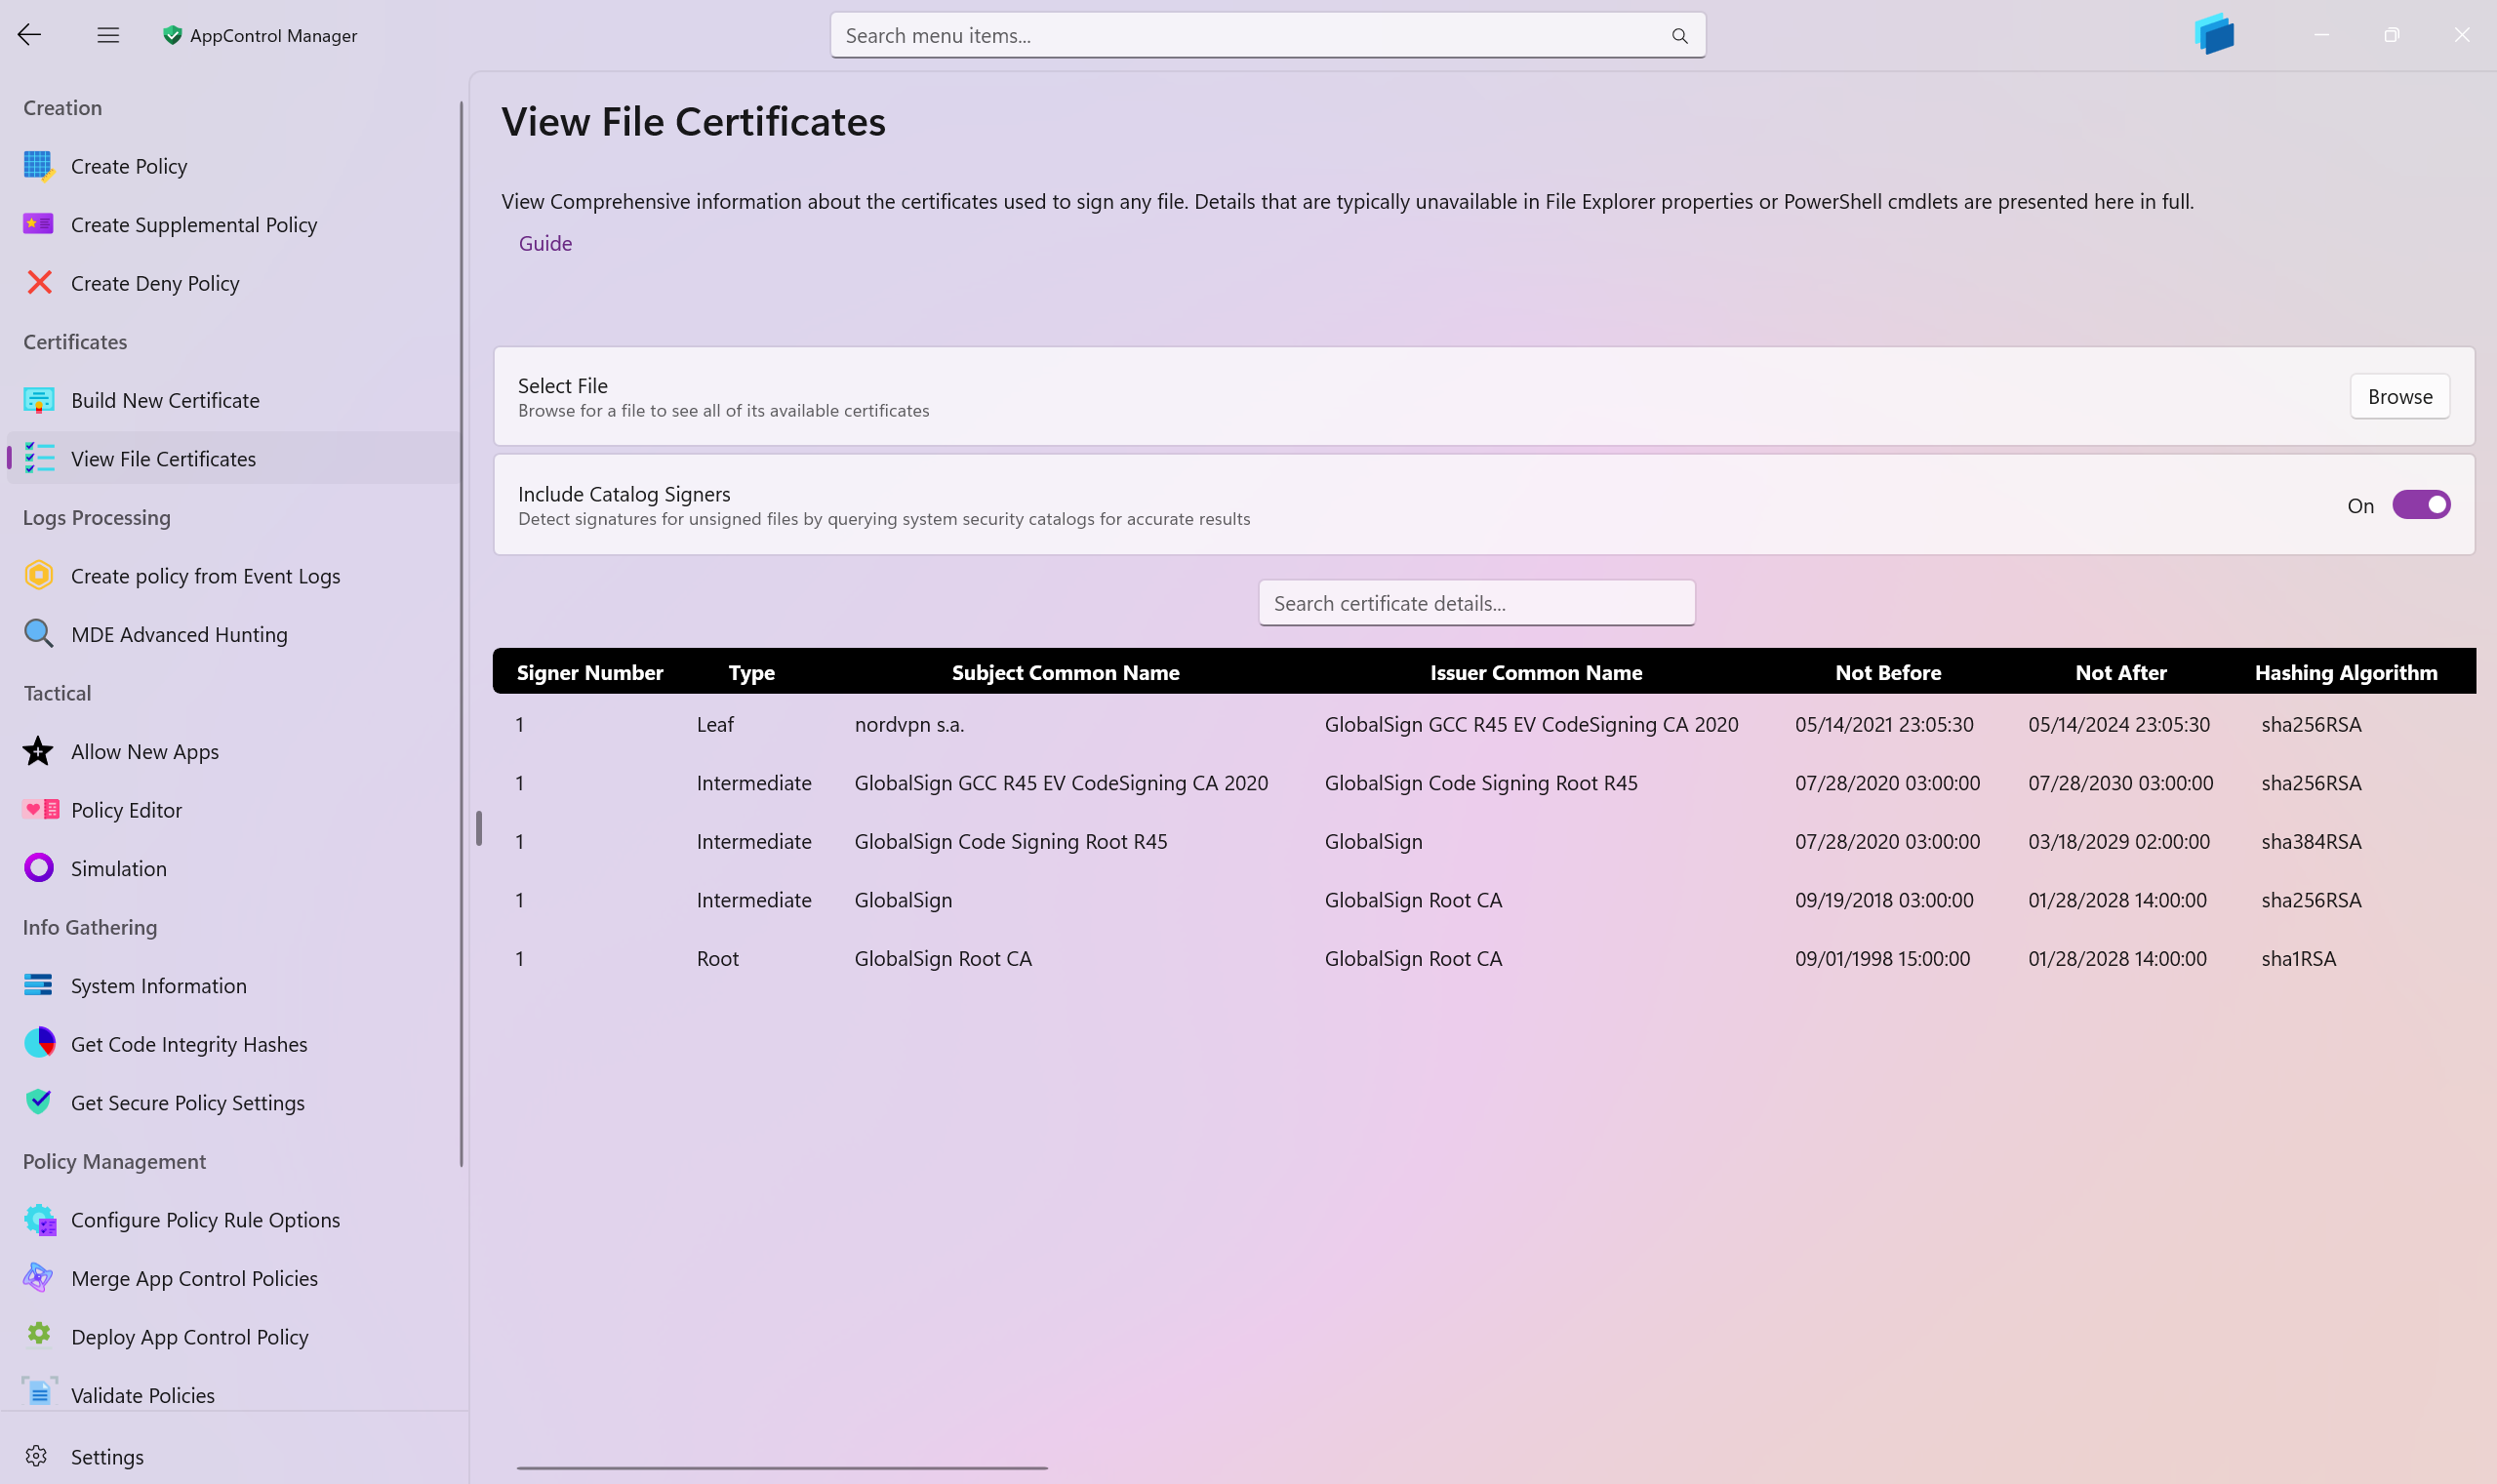 AppControl Manager
Search menu items...
Creation
Create Policy
Create Supplemental Policy
Create Deny Policy
Certificates
Build New Certificate
View File Certificates
Logs Processing
Create policy from Event Logs
MDE Advanced Hunting
Tactical
Allow New Apps
Policy Editor
Simulation
Info Gathering
System Information
Get Code Integrity Hashes
Get Secure Policy Settings
Policy Management
Configure Policy Rule Options
Merge App Control Policies
Deploy App Control Policy
Validate Policies
Settings
View File Certificates
View Comprehensive information about the certificates used to sign any file. Details that are typically unavailable in File Explorer properties or PowerShell cmdlets are presented here in full.
Guide
Select File
Browse for a file to see all of its available certificates
Browse
Include Catalog Signers
Detect signatures for unsigned files by querying system security catalogs for accurate results
On
Search certificate details...
Signer Number Type Subject Common Name Issuer Common Name Not Before Not After Hashing Algorithm
1 Leaf nordvpn s.a. GlobalSign GCC R45 EV CodeSigning CA 2020 05/14/2021 23:05:30 05/14/2024 23:05:30 sha256RSA
1 Intermediate GlobalSign GCC R45 EV CodeSigning CA 2020 GlobalSign Code Signing Root R45 07/28/2020 03:00:00 07/28/2030 03:00:00 sha256RSA
1 Intermediate GlobalSign Code Signing Root R45 GlobalSign 07/28/2020 03:00:00 03/18/2029 02:00:00 sha384RSA
1 Intermediate GlobalSign GlobalSign Root CA 09/19/2018 03:00:00 01/28/2028 14:00:00 sha256RSA
1 Root GlobalSign Root CA GlobalSign Root CA 09/01/1998 15:00:00 01/28/2028 14:00:00 sha1RSA